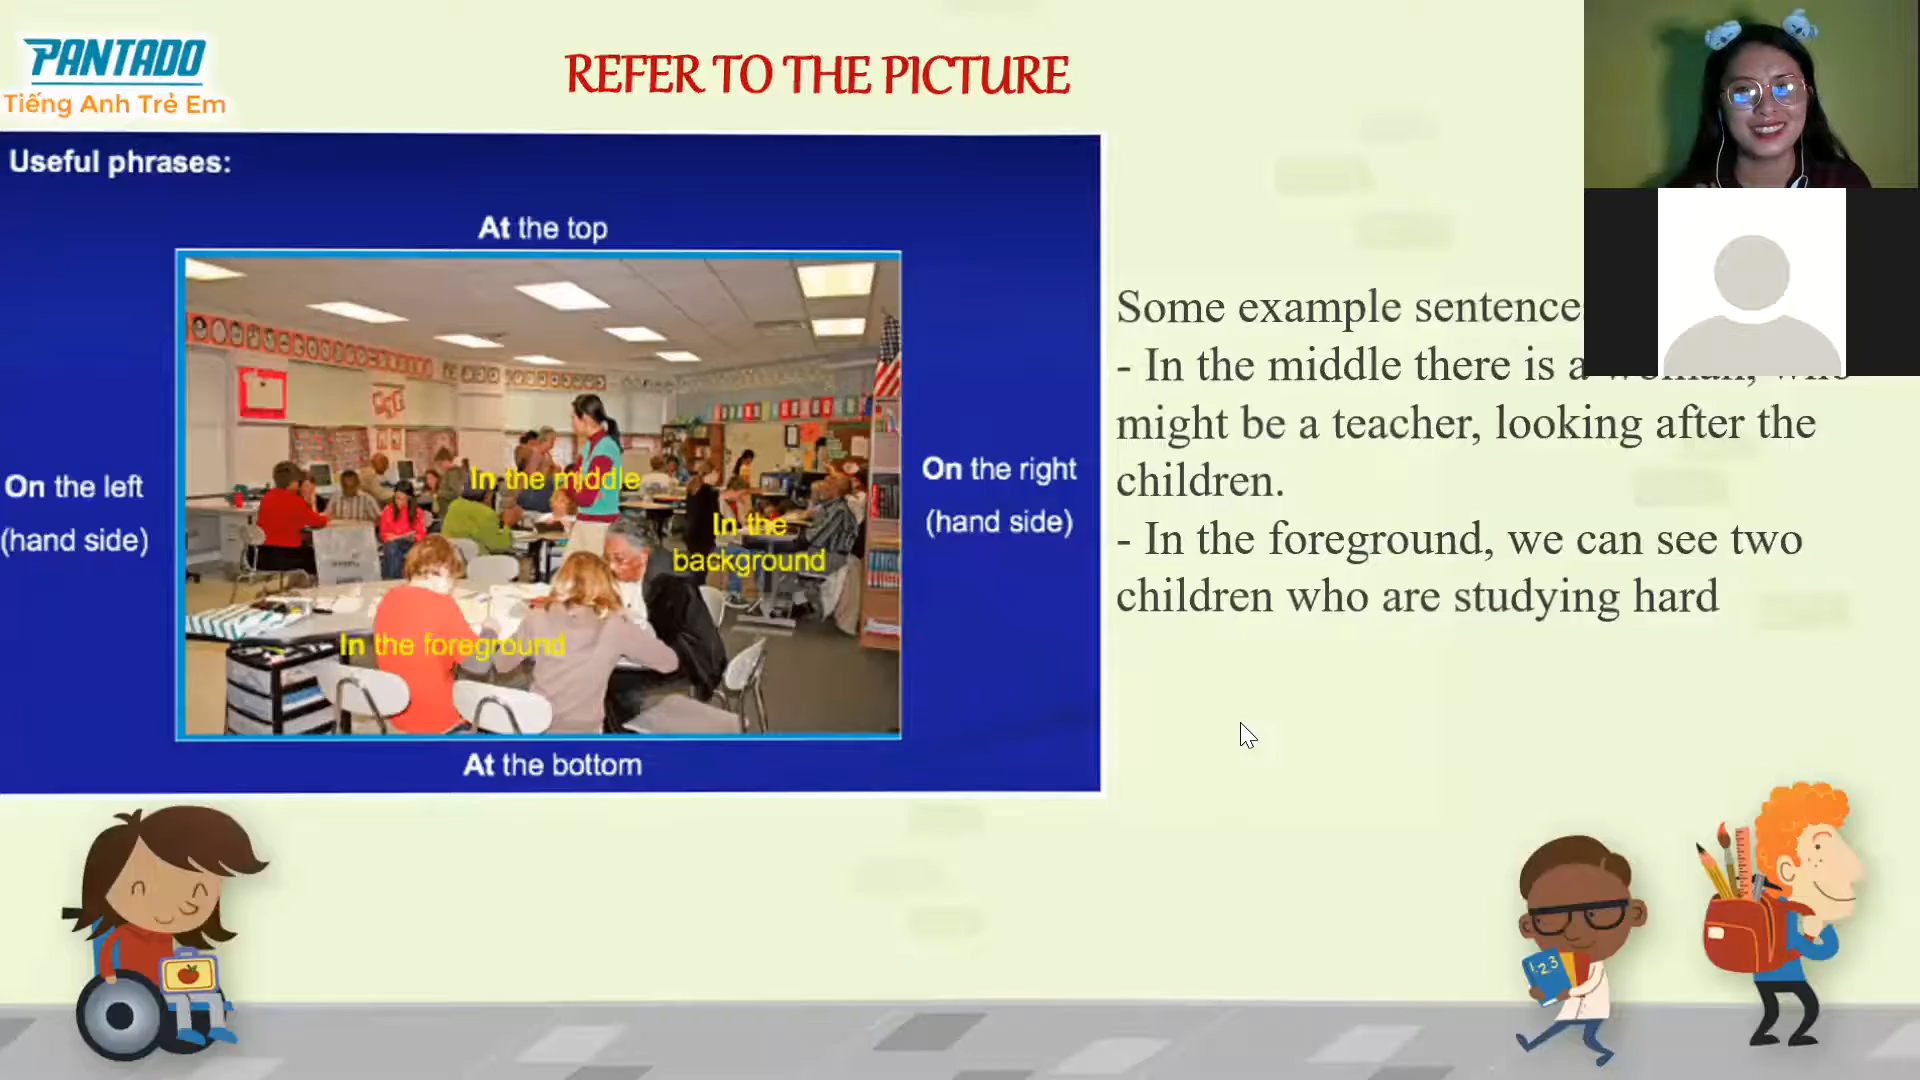 PANTADO
Tiếng Anh Trẻ Em
REFER TO THE PICTURE
Useful phrases:
At the top
On the left
(hand side)
In the middle
In the
background
In the foreground
On the right
(hand side)
At the bottom
Some example sentence
- In the middle there is a
might be a teacher, looking after the
children.
- In the foreground, we can see two
children who are studying hard
1,2,3